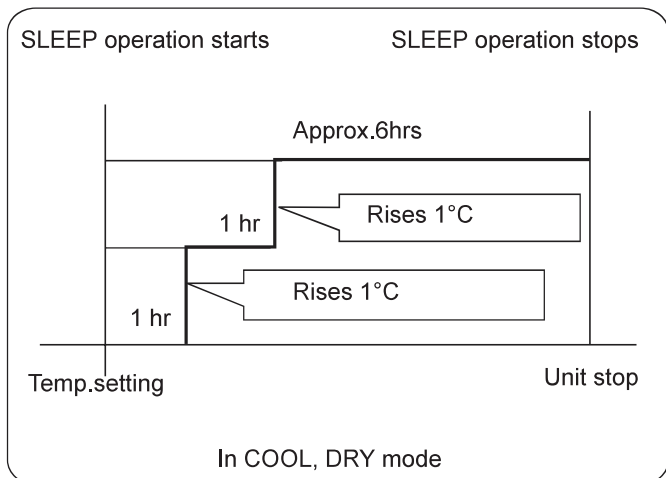 SLEEP operation starts
SLEEP operation stops
Approx.6hrs
Rises 1°C
1 hr
Rises 1°C
1 hr
Temp.setting
Unit stop
In COOL, DRY mode